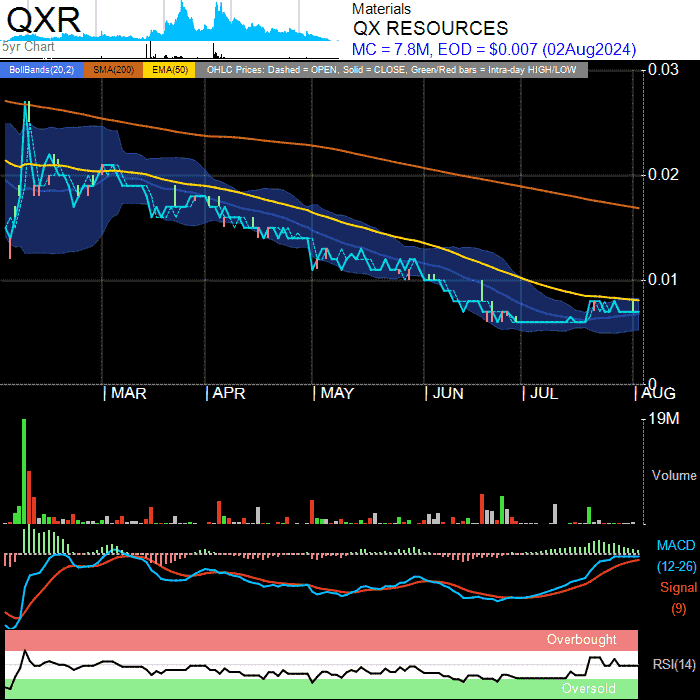 QXR
5yr Chart
Materials
QX RESOURCES
MC = 7.8M, EOD = $0.007 (02Aug2024)
BollBands(20,2) SMA(200) EMA(50) OHLC Prices: Dashed = OPEN, Solid = CLOSE, Green/Red bars = Intra-day HIGH/LOW
0.03
0.02
0.01
0
MAR APR MAY JUN JUL AUG
19M
Volume
MACD
(12-26)
Signal
(9)
Overbought
RSI(14)
Oversold